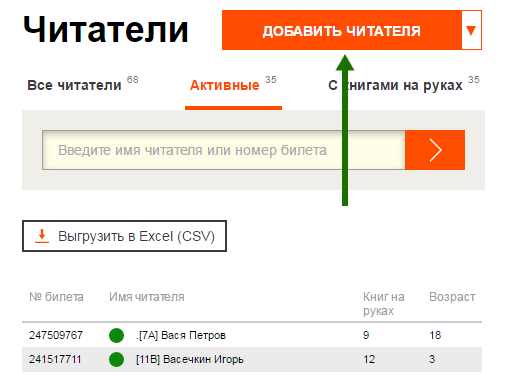 Читатели
ДОБАВИТЬ ЧИТАТЕЛЯ
Все читатели 68 Активные 35 С книгами на руках 35
Введите имя читателя или номер билета
Выгрузить в Excel (CSV)
№ билета Имя читателя Книг на руках Возраст
247509767 .[7А] Вася Петров 9 18
241517711 [11В] Васечкин Игорь 12 3